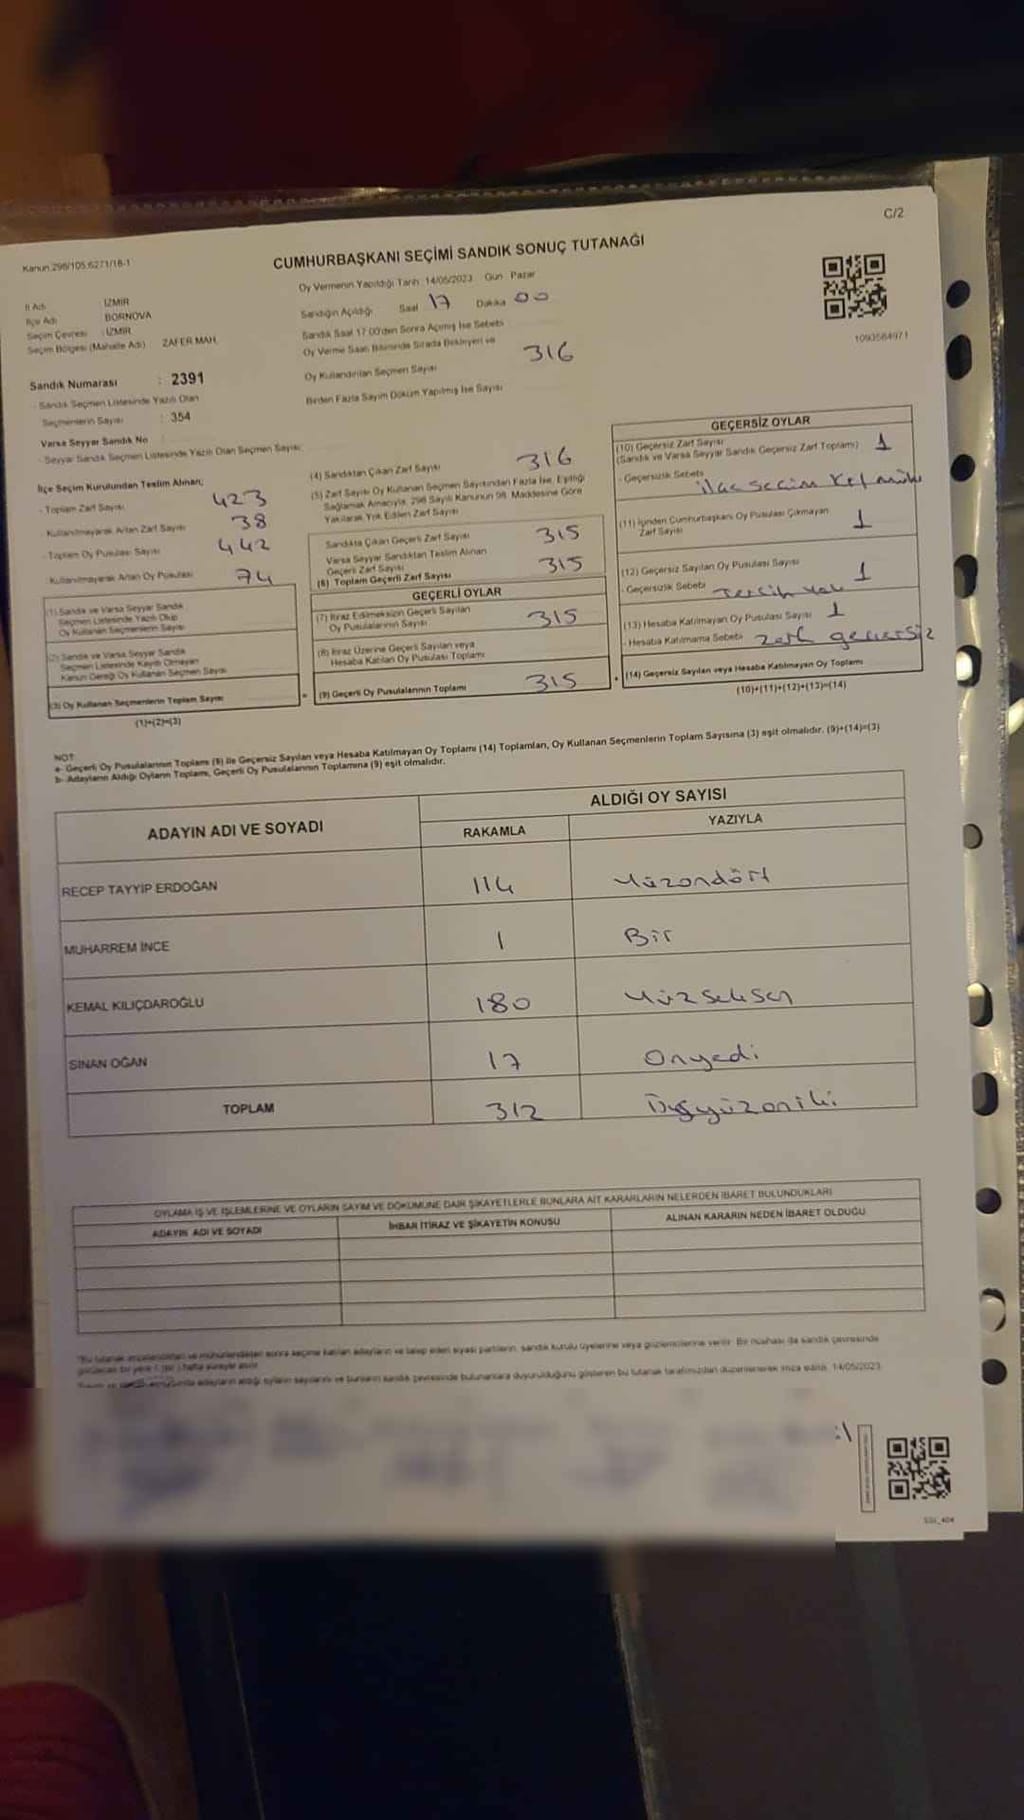 C/2
Kanun:298/105,6271/18-1
CUMHURBAŞKANI SEÇİMİ SANDIK SONUÇ TUTANAĞI
Oy Vermenin Yapıldığı Tarih :14/05/2023 Gün : Pazar
İl Adı : İZMİR
İlçe Adı : BORNOVA
Seçim Çevresi : İZMİR
Seçim Bölgesi (Mahalle Adı) : ZAFER MAH.
Sandığın Açıldığı Saat 17 Dakika 00
Sandık Saat 17.00'den Sonra Açılmış İse Sebebi
Oy Verme Saati Bitiminde Sırada Bekleyen ve
Oy Kullandırılan Seçmen Sayısı 316
Birden Fazla Sayım Döküm Yapılmış İse Sayısı
1093584971
Sandık Numarası : 2391
- Sandık Seçmen Listesinde Yazılı Olan
Seçmenlerin Sayısı : 354
Varsa Seyyar Sandık No
- Seyyar Sandık Seçmen Listesinde Yazılı Olan Seçmen Sayısı:
İlçe Seçim Kurulundan Teslim Alınan;
- Toplam Zarf Sayısı 423
- Kullanılmayarak Artan Zarf Sayısı 38
- Toplam Oy Pusulası Sayısı 442
- Kullanılmayarak Artan Oy Pusulası 74
(1) Sandık ve Varsa Seyyar Sandık
Seçmen Listesinde Yazılı Olup
Oy Kullanan Seçmenlerin Sayısı
(2) Sandık ve Varsa Seyyar Sandık
Seçmen Listesinde Kayıtlı Olmayan
Kanun Gereği Oy Kullanan Seçmen Sayısı
(3) Oy Kullanan Seçmenlerin Toplam Sayısı
(1)+(2)=(3)
(4) Sandıktan Çıkan Zarf Sayısı 316
(5) Zarf Sayısı Oy Kullanan Seçmen Sayısından Fazla İse, Eşitliği
Sağlamak Amacıyla, 298 Sayılı Kanunun 98. Maddesine Göre
Yakılarak Yok Edilen Zarf Sayısı
Sandıkta Çıkan Geçerli Zarf Sayısı 315
Varsa Seyyar Sandıktan Teslim Alınan
Geçerli Zarf Sayısı
(6) Toplam Geçerli Zarf Sayısı 315
GEÇERLİ OYLAR
(7) İtiraz Edilmeksizin Geçerli Sayılan
Oy Pusulalarının Sayısı 315
(8) İtiraz Üzerine Geçerli Sayılan veya
Hesaba Katılan Oy Pusulası Toplamı
= (9) Geçerli Oy Pusulalarının Toplamı 315
GEÇERSİZ OYLAR
(10) Geçersiz Zarf Sayısı
(Sandık ve Varsa Seyyar Sandık Geçersiz Zarf Toplamı) 1
- Geçersizlik Sebebi
(11) İçinden Cumhurbaşkanı Oy Pusulası Çıkmayan
Zarf Sayısı 1
(12) Geçersiz Sayılan Oy Pusulası Sayısı 1
- Geçersizlik Sebebi Tercih Yok
(13) Hesaba Katılmayan Oy Pusulası Sayısı 1
- Hesaba Katılmama Sebebi zarf geçersiz
+ (14) Geçersiz Sayılan veya Hesaba Katılmayan Oy Toplamı
(10)+(11)+(12)+(13)=(14)
NOT:
a- Geçerli Oy Pusulalarının Toplamı (9) ile Geçersiz Sayılan veya Hesaba Katılmayan Oy Toplamı (14) Toplamları, Oy Kullanan Seçmenlerin Toplam Sayısına (3) eşit olmalıdır. (9)+(14)=(3)
b- Adayların Aldığı Oyların Toplamı, Geçerli Oy Pusulalarının Toplamına (9) eşit olmalıdır.
ADAYIN ADI VE SOYADI
ALDIĞI OY SAYISI
RAKAMLA YAZIYLA
RECEP TAYYİP ERDOĞAN 114 Yüzondört
MUHARREM İNCE 1 Bir
KEMAL KILIÇDAROĞLU 180 Yüzseksen
SİNAN OĞAN 17 Onyedi
TOPLAM 312 Üçyüzoniki
OYLAMA İŞ VE İŞLEMLERİNE VE OYLARIN SAYIM VE DÖKÜMÜNE DAİR ŞİKAYETLERLE BUNLARA AİT KARARLARIN NELERDEN İBARET BULUNDUKLARI
ADAYIN ADI VE SOYADI
İHBAR İTİRAZ VE ŞİKAYETİN KONUSU
ALINAN KARARIN NEDEN İBARET OLDUĞU